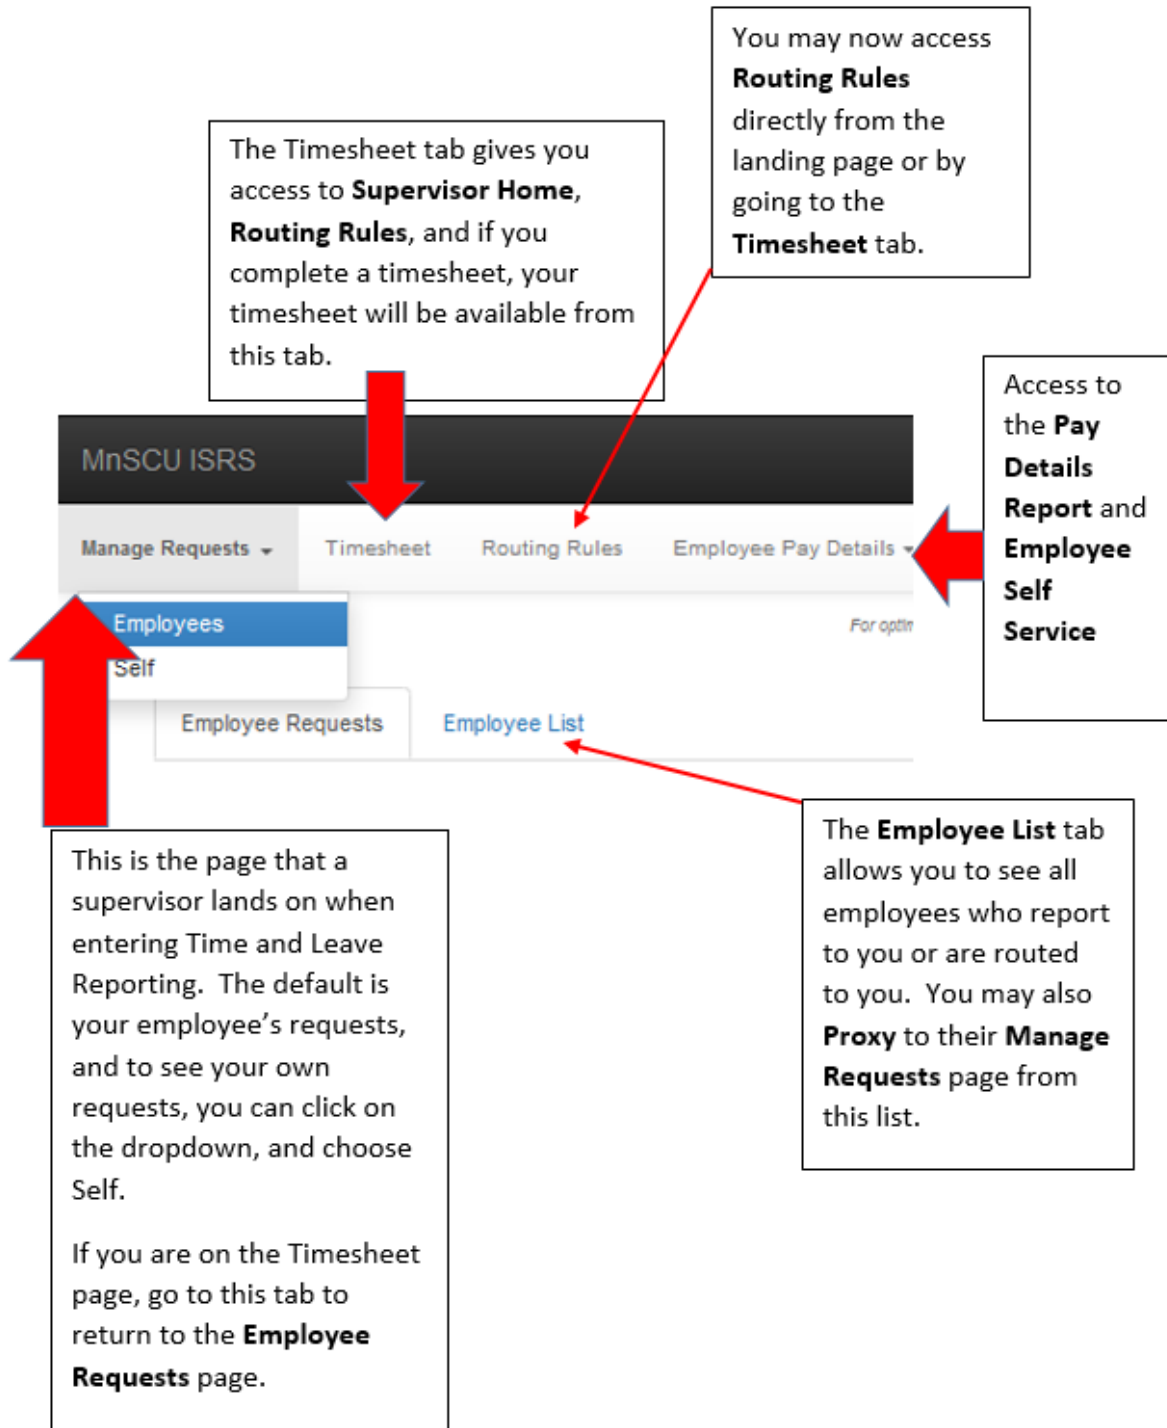 You may now access
Routing Rules
directly from the
landing page or by
going to the
Timesheet tab.
The Timesheet tab gives you
access to Supervisor Home,
Routing Rules, and if you
complete a timesheet, your
timesheet will be available from
this tab.
Access to
the Pay
Details
Report and
Employee
Self
Service
MnSCU ISRS
Manage Requests Timesheet Routing Rules Employee Pay Details
Employees
Self
For optim
Employee Requests Employee List
This is the page that a
supervisor lands on when
entering Time and Leave
Reporting.  The default is
your employee’s requests,
and to see your own
requests, you can click on
the dropdown, and choose
Self.
If you are on the Timesheet
page, go to this tab to
return to the Employee
Requests page.
The Employee List tab
allows you to see all
employees who report
to you or are routed
to you.  You may also
Proxy to their Manage
Requests page from
this list.